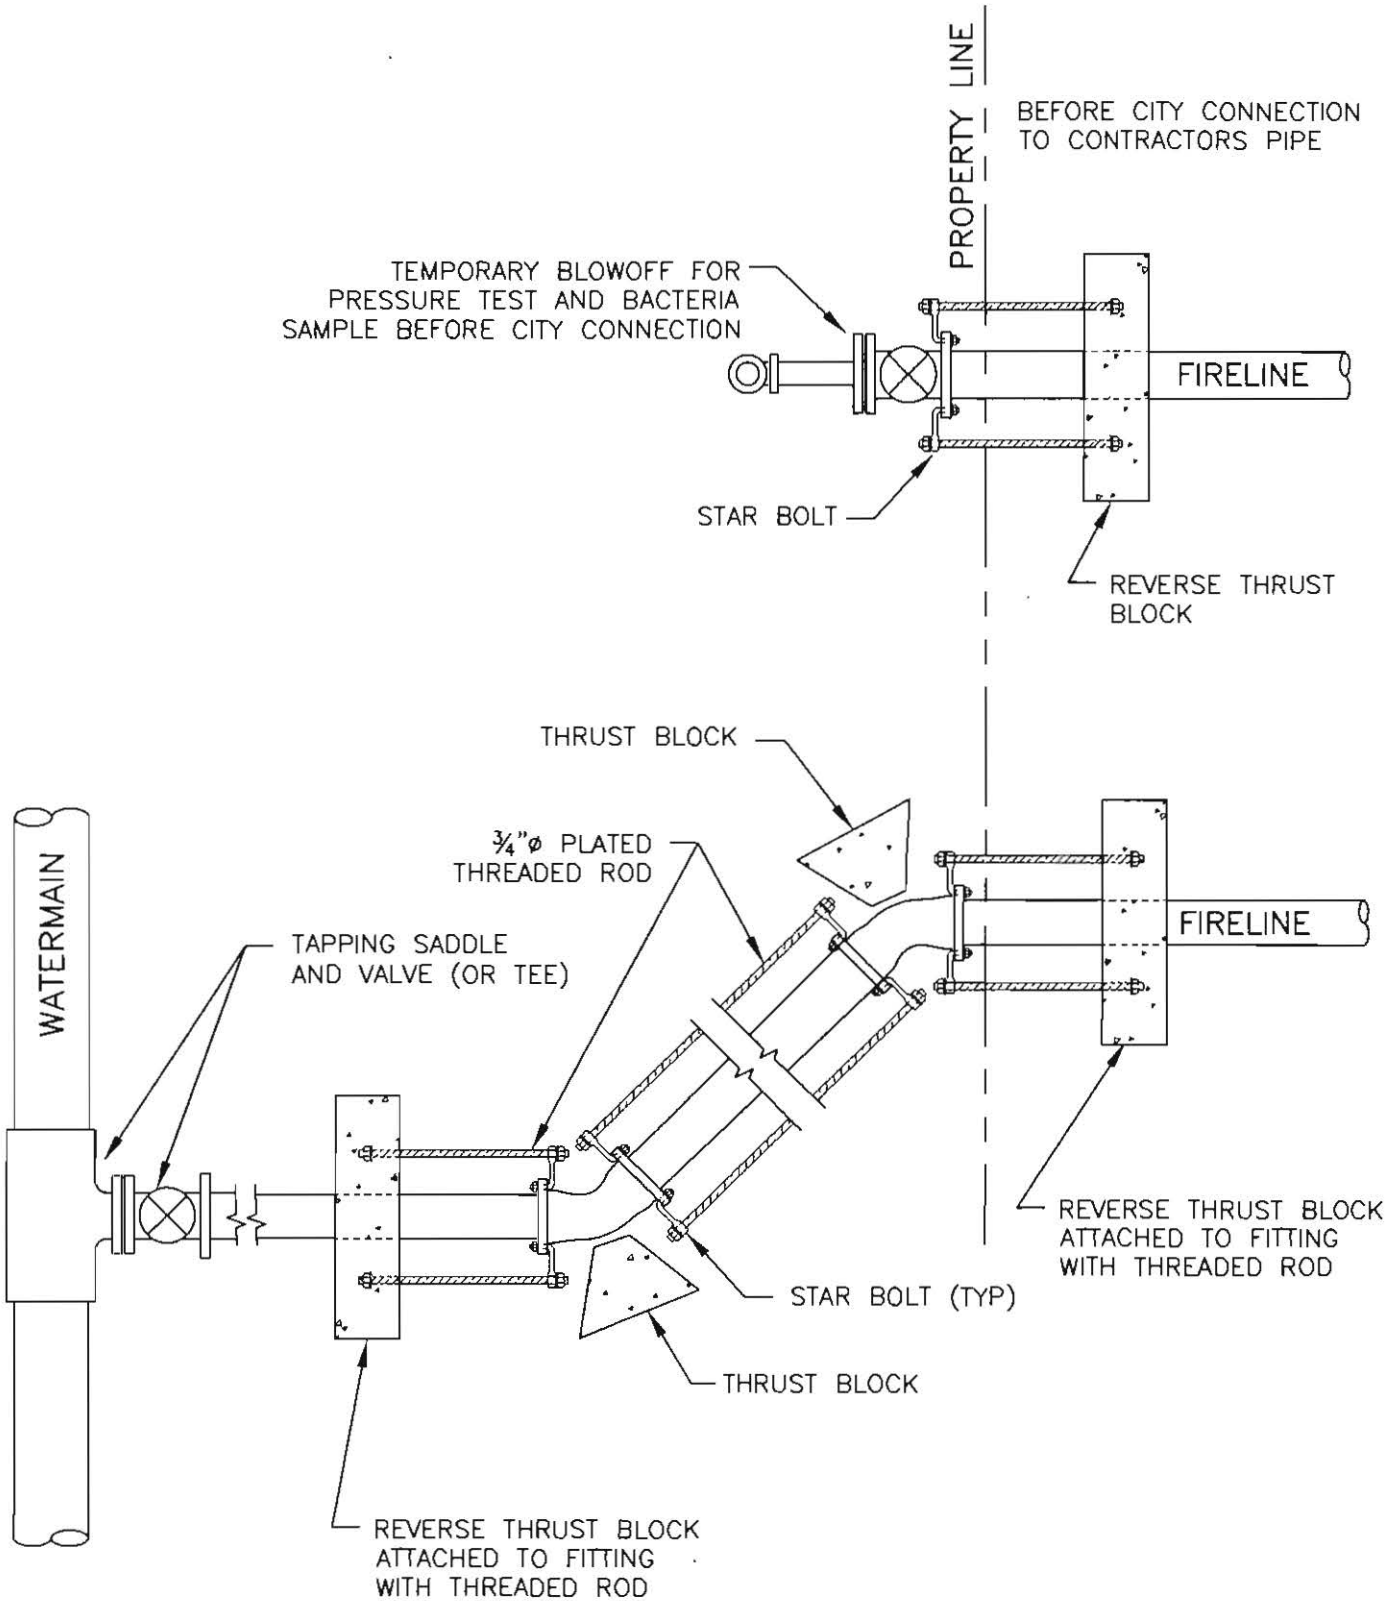 PROPERTY LINE
BEFORE CITY CONNECTION
TO CONTRACTORS PIPE
TEMPORARY BLOWOFF FOR
PRESSURE TEST AND BACTERIA
SAMPLE BEFORE CITY CONNECTION
FIRELINE
STAR BOLT
REVERSE THRUST
BLOCK
THRUST BLOCK
¾"ø PLATED
THREADED ROD
WATERMAIN
TAPPING SADDLE
AND VALVE (OR TEE)
FIRELINE
REVERSE THRUST BLOCK
ATTACHED TO FITTING
WITH THREADED ROD
STAR BOLT (TYP)
THRUST BLOCK
REVERSE THRUST BLOCK
ATTACHED TO FITTING
WITH THREADED ROD